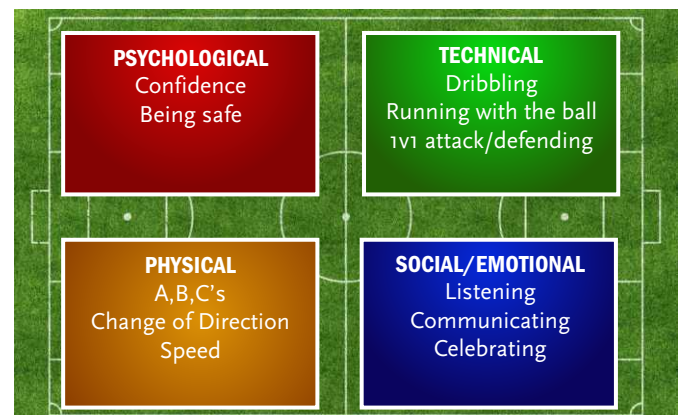 PSYCHOLOGICAL
Confidence
Being safe
TECHNICAL
Dribbling
Running with the ball
1v1 attack/defending
PHYSICAL
A,B,C's
Change of Direction
Speed
SOCIAL/EMOTIONAL
Listening
Communicating
Celebrating